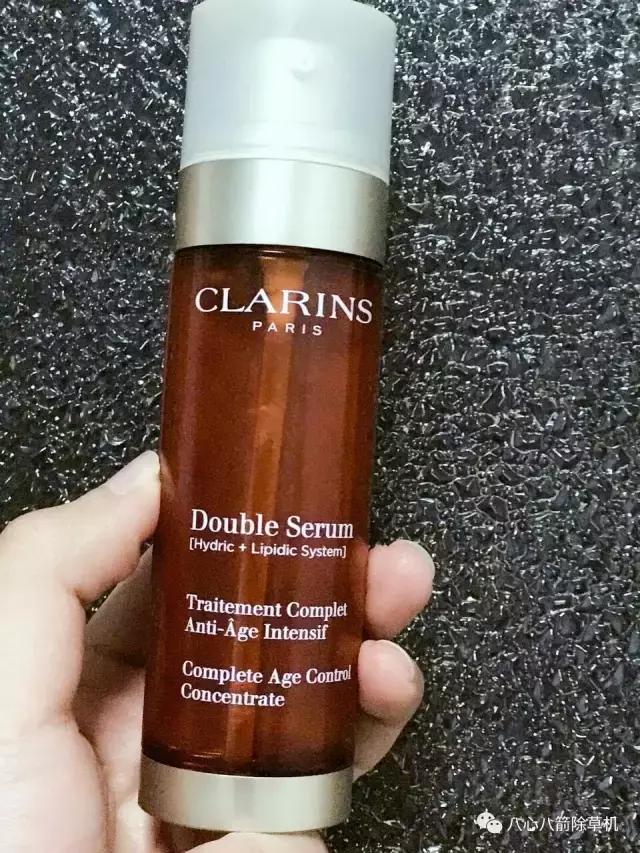 CLARINS
PARIS
Double Serum
[Hydric + Lipidic System]
Traitement Complet
Anti-Âge Intensif
Complete Age Control
Concentrate
八心八箭除草机